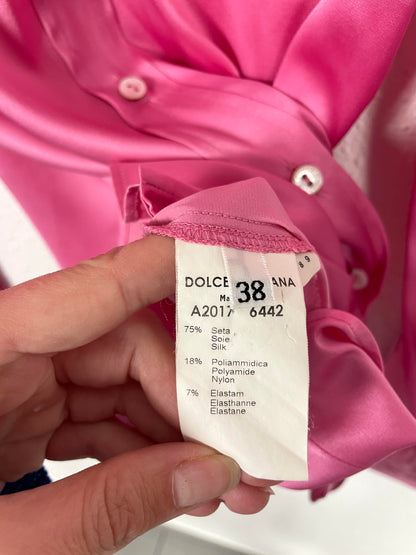 DOLCE ANA
38
A2017 6442
75% Seta
Soie
Silk
18% Poliammidica
Polyamide
Nylon
7% Elastam
Elasthanne
Elastane